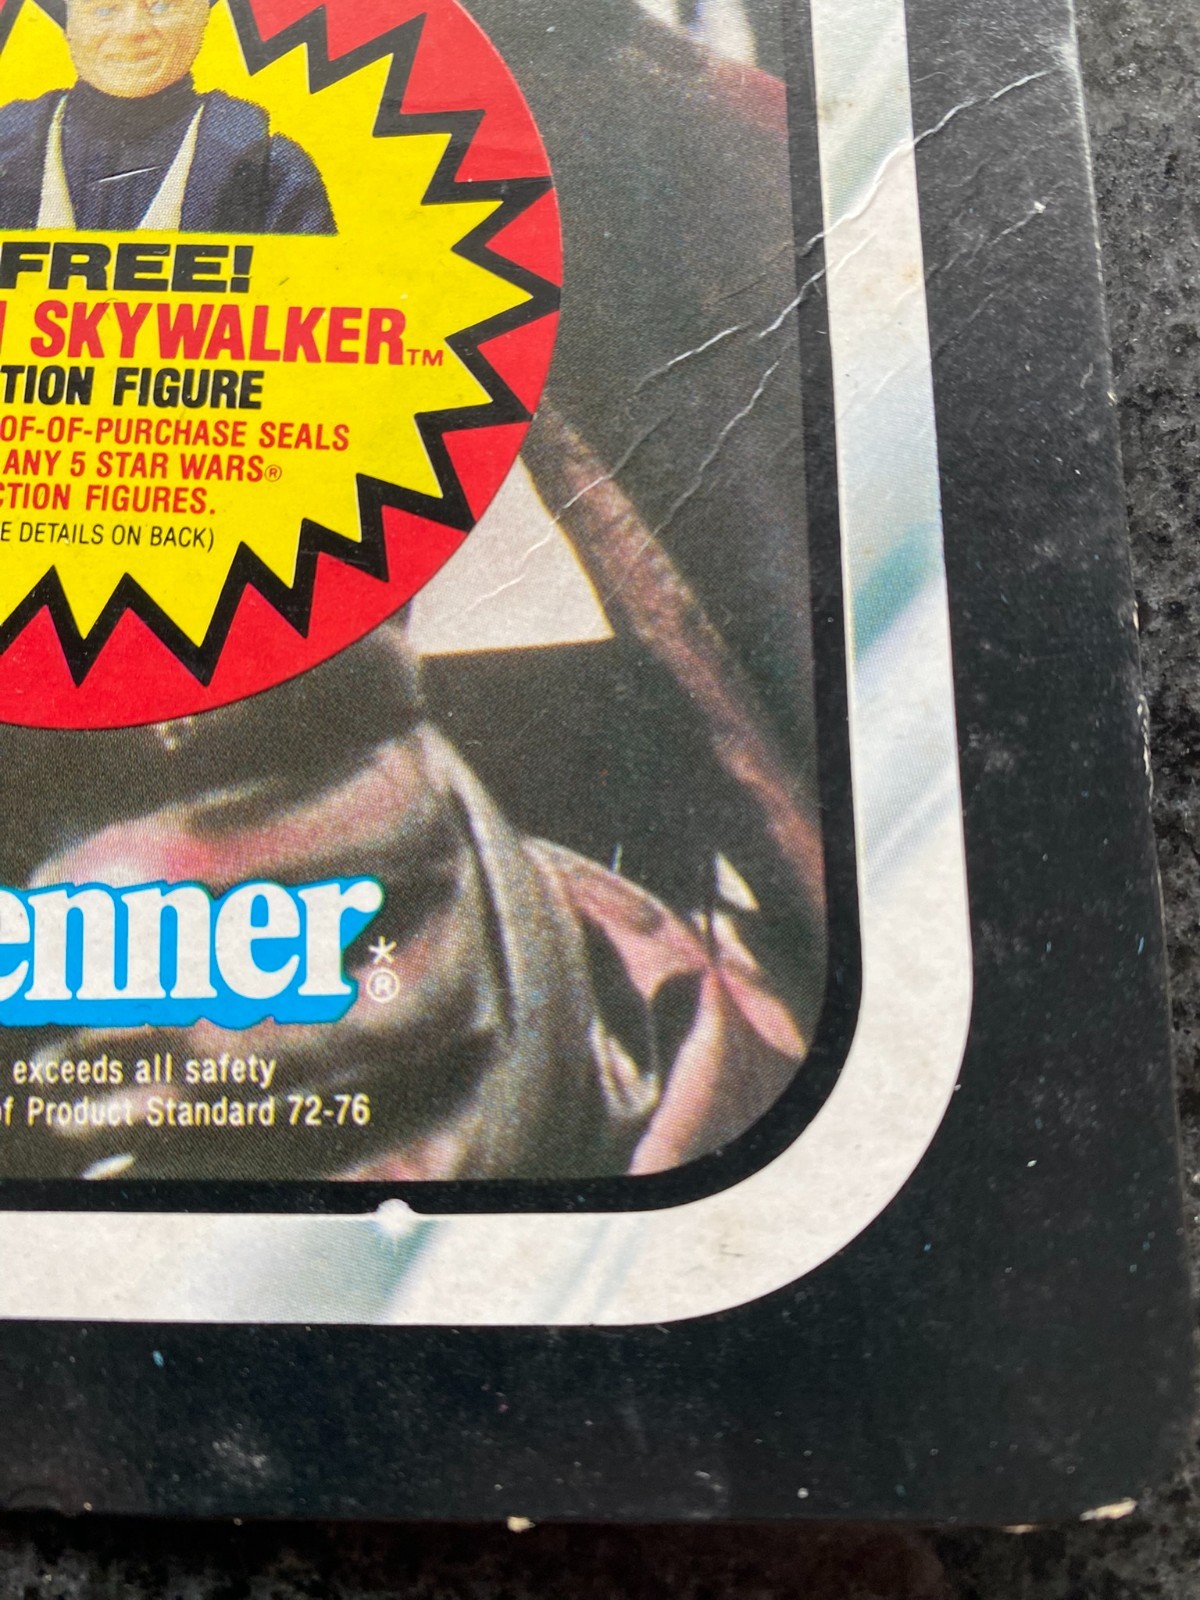 FREE!
SKYWALKER™
TION FIGURE
OF-OF-PURCHASE SEALS
ANY 5 STAR WARS®
CTION FIGURES.
E DETAILS ON BACK)
enner*®
exceeds all safety
of Product Standard 72-76